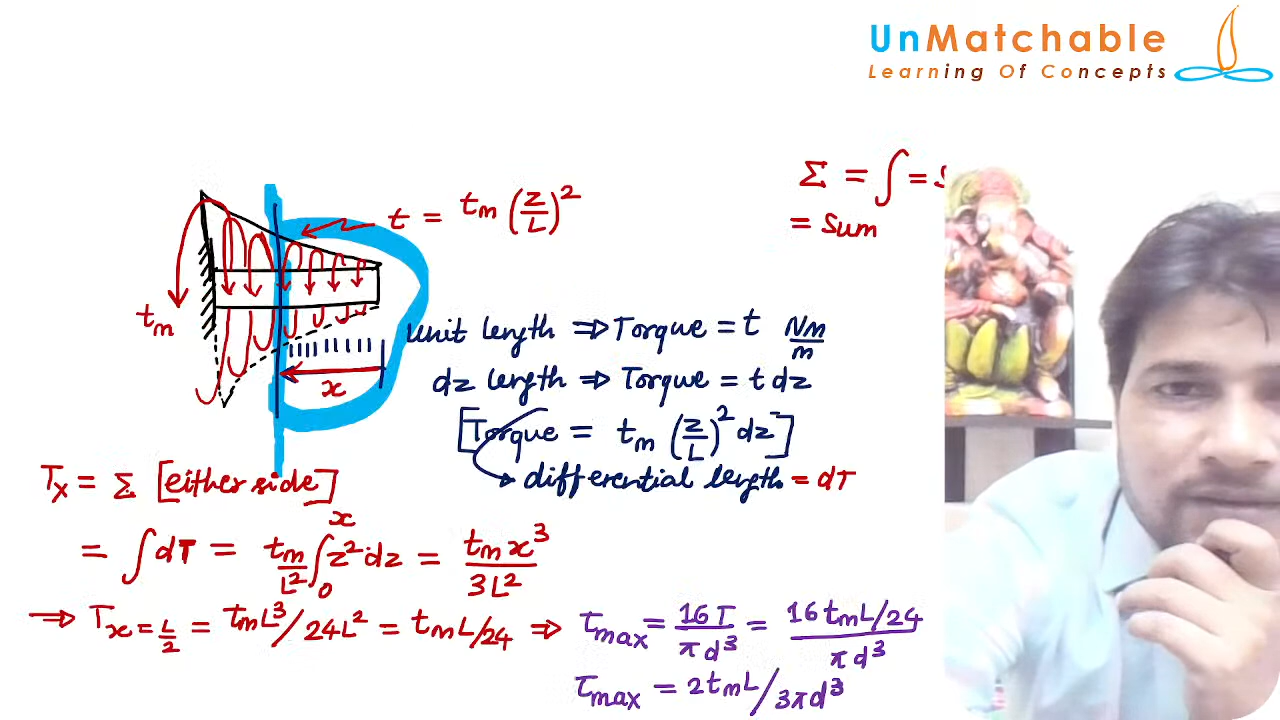 UnMatchable
Learning Of Concepts
Σ = ∫ = S
= Sum
t = tm (z/L)²
tm
unit length ⇒ Torque = t Nm/m
dz length ⇒ Torque = t dz
[Torque = tm (z/L)² dz]
→ differential length = dT
x
Tx = Σ [either side]
= ∫dT = tm/L² ∫₀ˣ z² dz = tm x³/3L²
⇒ Tx=L/2 = tmL³/24L² = tmL/24 ⇒ τmax = 16T/πd³ = 16tmL/24/πd³
τmax = 2tmL/3πd³